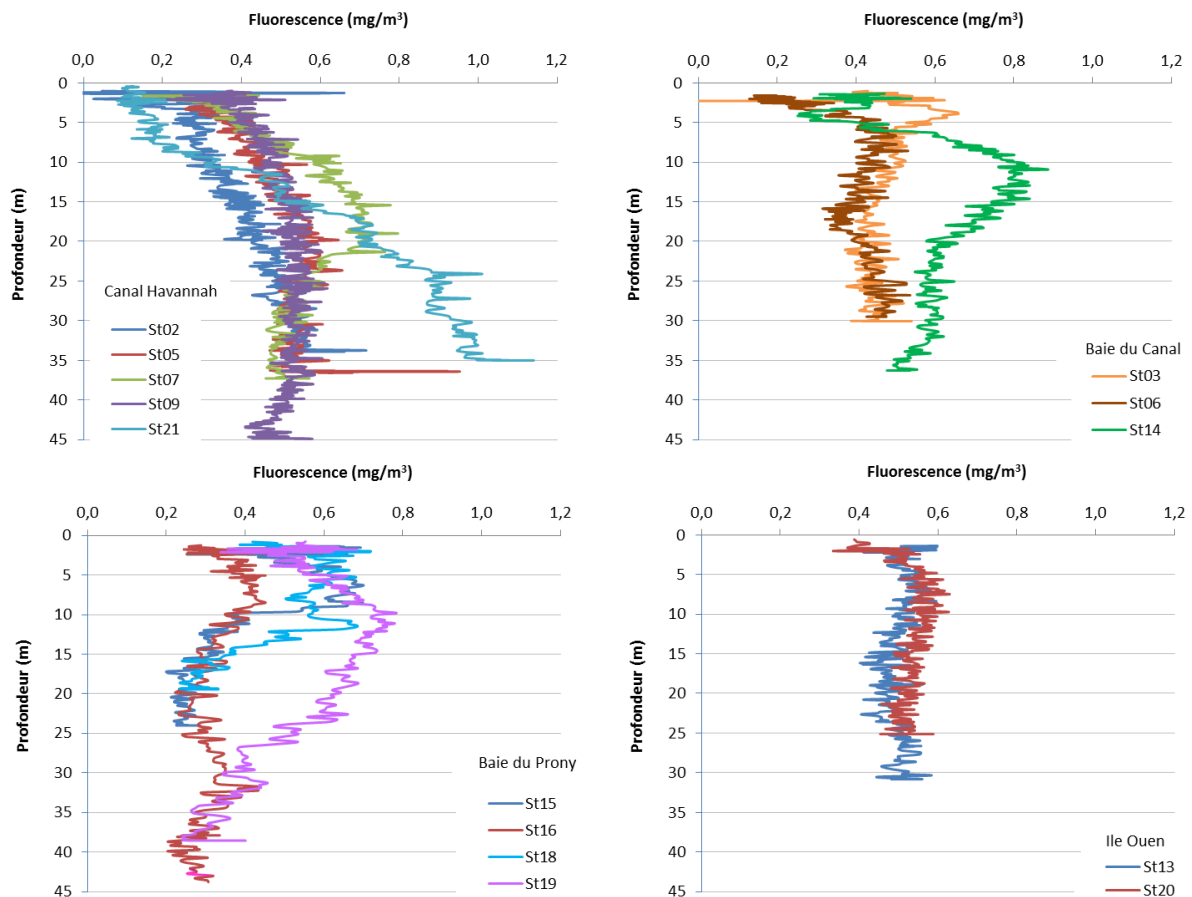 Fluorescence (mg/m³)
0,0 0,2 0,4 0,6 0,8 1,0 1,2
Profondeur (m)
0
5
10
15
20
25
30
35
40
45
Canal Havannah
St02
St05
St07
St09
St21
Fluorescence (mg/m³)
0,0 0,2 0,4 0,6 0,8 1,0 1,2
Profondeur (m)
0
5
10
15
20
25
30
35
40
45
Baie du Canal
St03
St06
St14
Fluorescence (mg/m³)
0,0 0,2 0,4 0,6 0,8 1,0 1,2
Profondeur (m)
0
5
10
15
20
25
30
35
40
45
Baie du Prony
St15
St16
St18
St19
Fluorescence (mg/m³)
0,0 0,2 0,4 0,6 0,8 1,0 1,2
Profondeur (m)
0
5
10
15
20
25
30
35
40
45
Ile Ouen
St13
St20